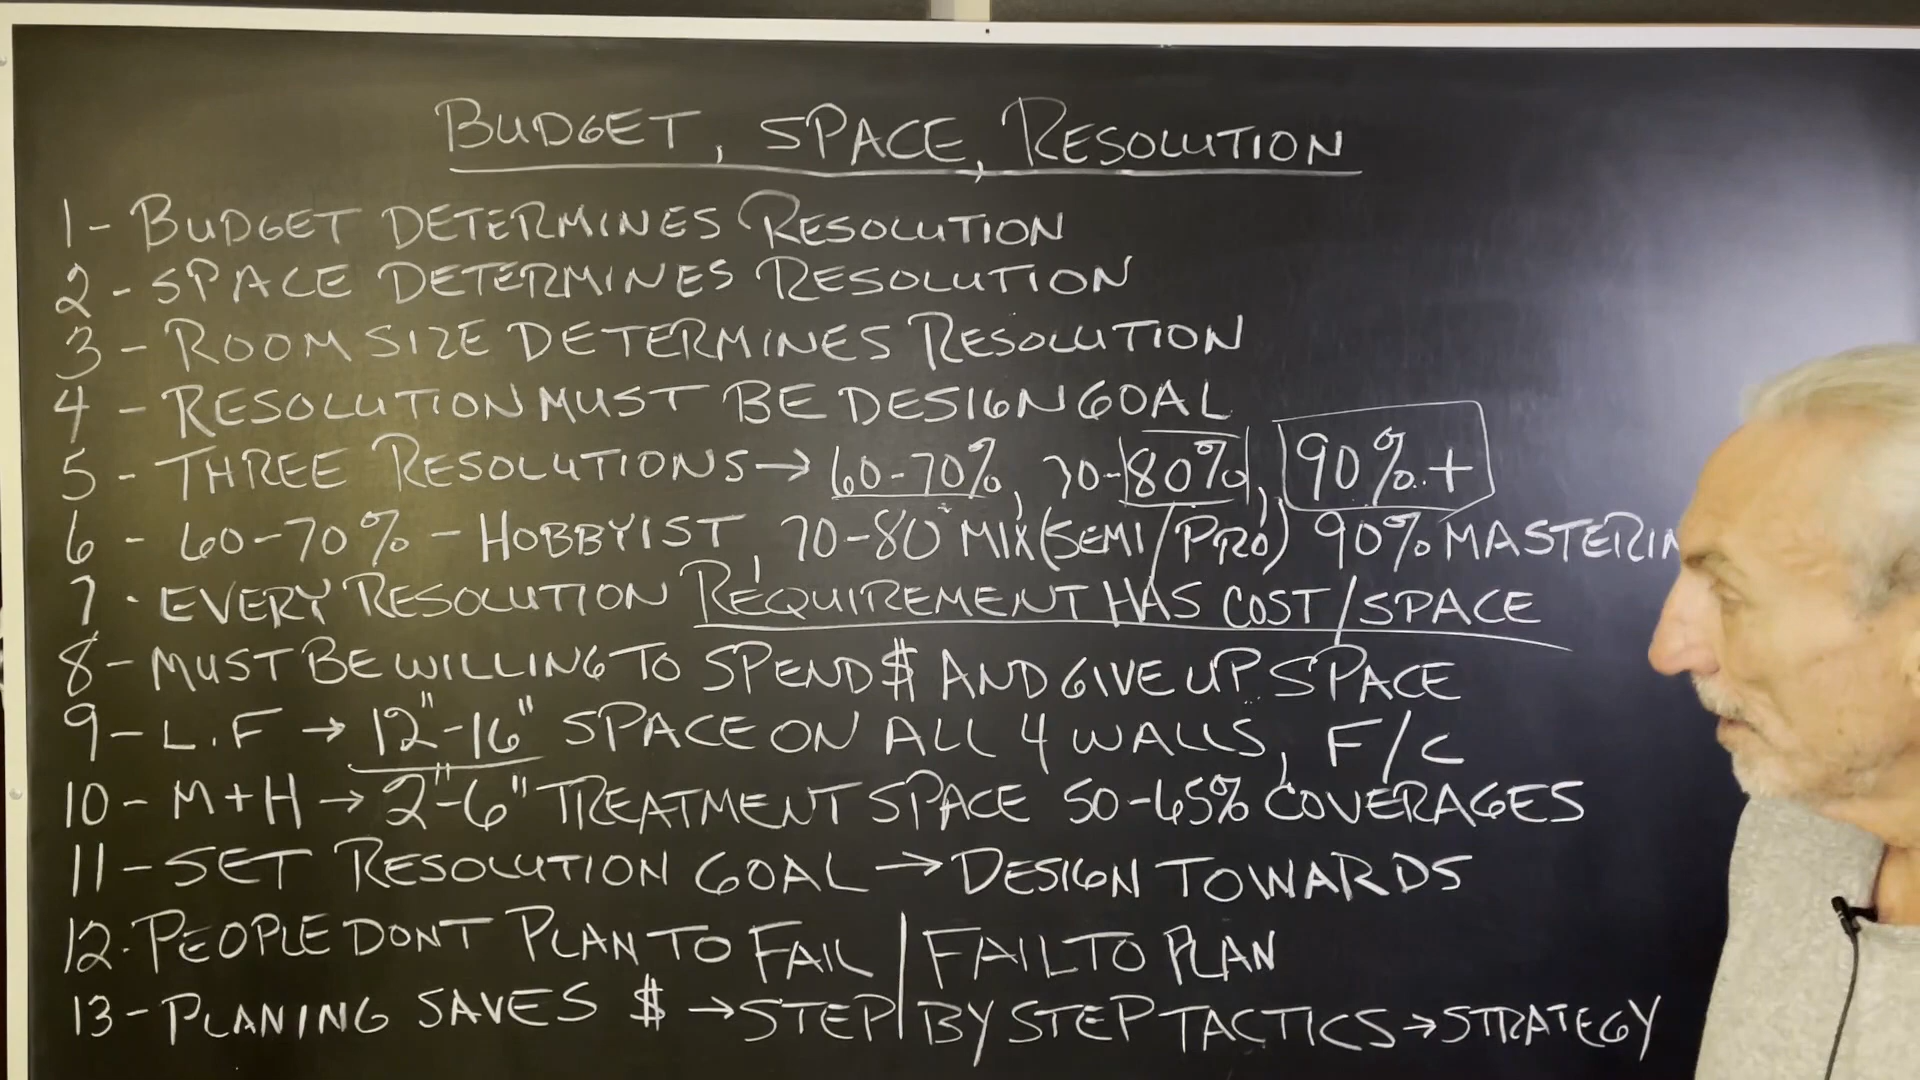 BUDGET, SPACE, RESOLUTION
1 - BUDGET DETERMINES RESOLUTION
2 - SPACE DETERMINES RESOLUTION
3 - ROOM SIZE DETERMINES RESOLUTION
4 - RESOLUTION MUST BE DESIGN GOAL
5 - THREE RESOLUTIONS → 60-70%, 70-80%, 90%+
6 - 60-70% - HOBBYIST, 70-80 MIX (SEMI/PRO) 90% MASTERIN
7 - EVERY RESOLUTION REQUIREMENT HAS COST/SPACE
8 - MUST BE WILLING TO SPEND $ AND GIVE UP SPACE
9 - L.F → 12"-16" SPACE ON ALL 4 WALLS, F/C
10 - M+H → 2"-6" TREATMENT SPACE 50-65% COVERAGES
11 - SET RESOLUTION GOAL → DESIGN TOWARDS
12. PEOPLE DONT PLAN TO FAIL | FAIL TO PLAN
13 - PLANING SAVES $ → STEP BY STEP TACTICS → STRATEGY